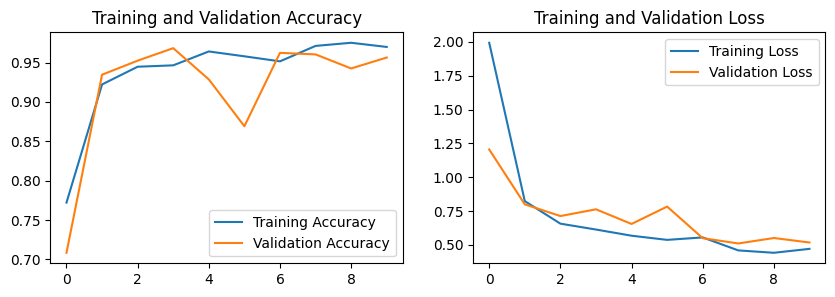 Training and Validation Accuracy
0.95
0.90
0.85
0.80
0.75
0.70
0 2 4 6 8
Training Accuracy
Validation Accuracy
Training and Validation Loss
2.00
1.75
1.50
1.25
1.00
0.75
0.50
0 2 4 6 8
Training Loss
Validation Loss